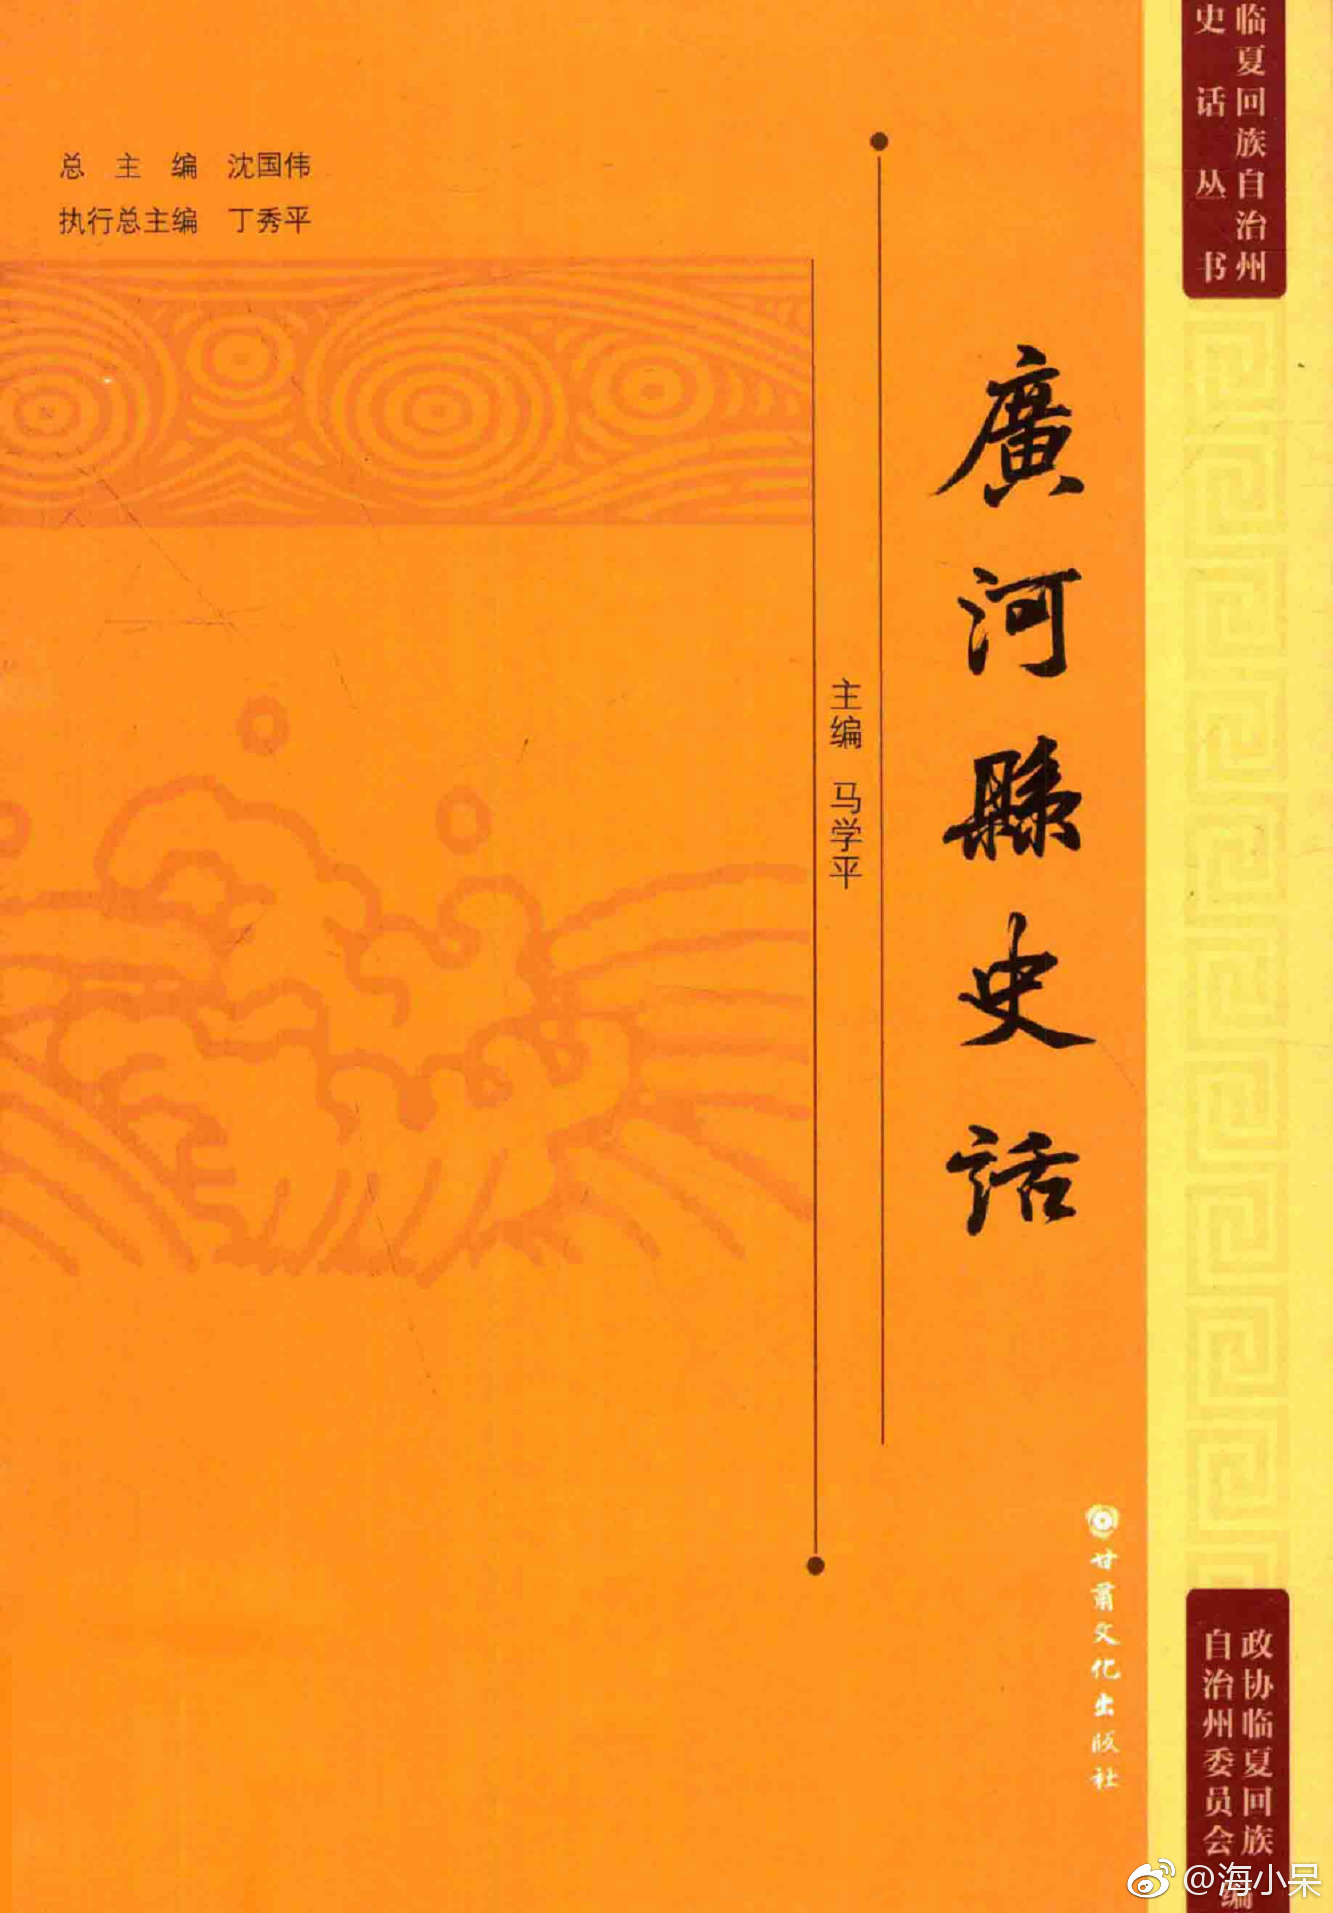 临夏回族自治州
史话丛书
总主编 沈国伟
执行总主编 丁秀平
廣河縣史话
主编 马学平
甘肃文化出版社
政协临夏回族
自治州委员会
编
@海小呆